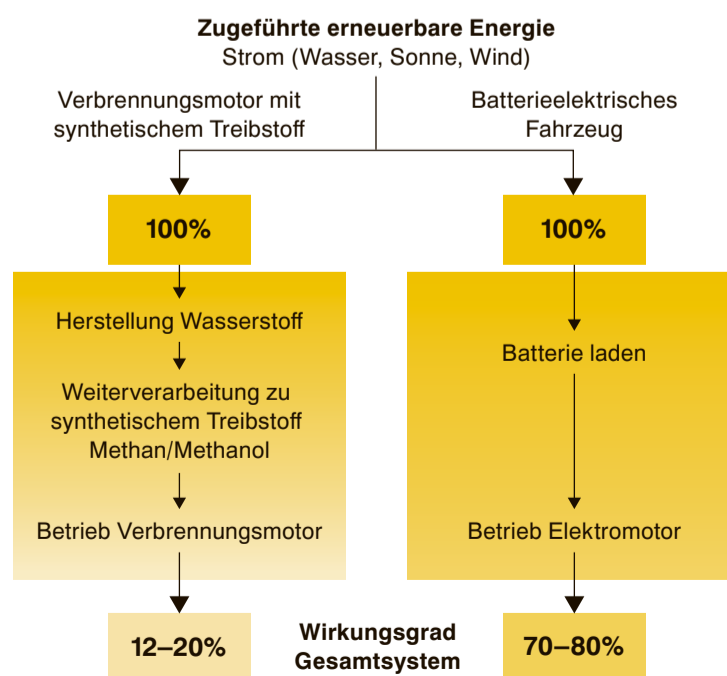 Zugeführte erneuerbare Energie
Strom (Wasser, Sonne, Wind)
Verbrennungsmotor mit
synthetischem Treibstoff
Batterieelektrisches
Fahrzeug
100%
100%
Herstellung Wasserstoff
Weiterverarbeitung zu
synthetischem Treibstoff
Methan/Methanol
Betrieb Verbrennungsmotor
Batterie laden
Betrieb Elektromotor
12–20%
Wirkungsgrad
Gesamtsystem
70–80%